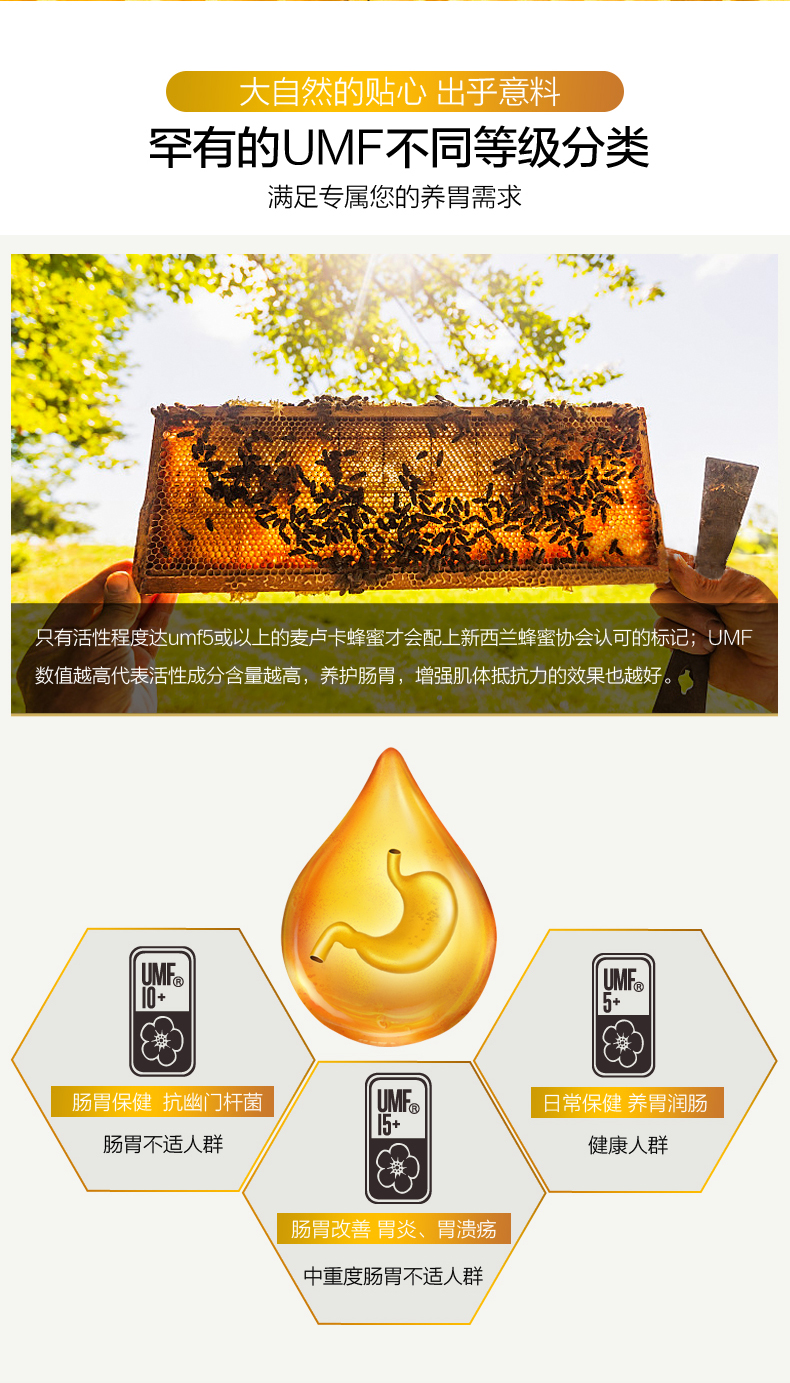 大自然的贴心 出乎意料
罕有的UMF不同等级分类
满足专属您的养胃需求
只有活性程度达umf5或以上的麦卢卡蜂蜜才会配上新西兰蜂蜜协会认可的标记；UMF
数值越高代表活性成分含量越高，养护肠胃，增强肌体抵抗力的效果也越好。
UMF®
10+
肠胃保健 抗幽门杆菌
肠胃不适人群
UMF®
5+
日常保健 养胃润肠
健康人群
UMF®
15+
肠胃改善 胃炎、胃溃疡
中重度肠胃不适人群